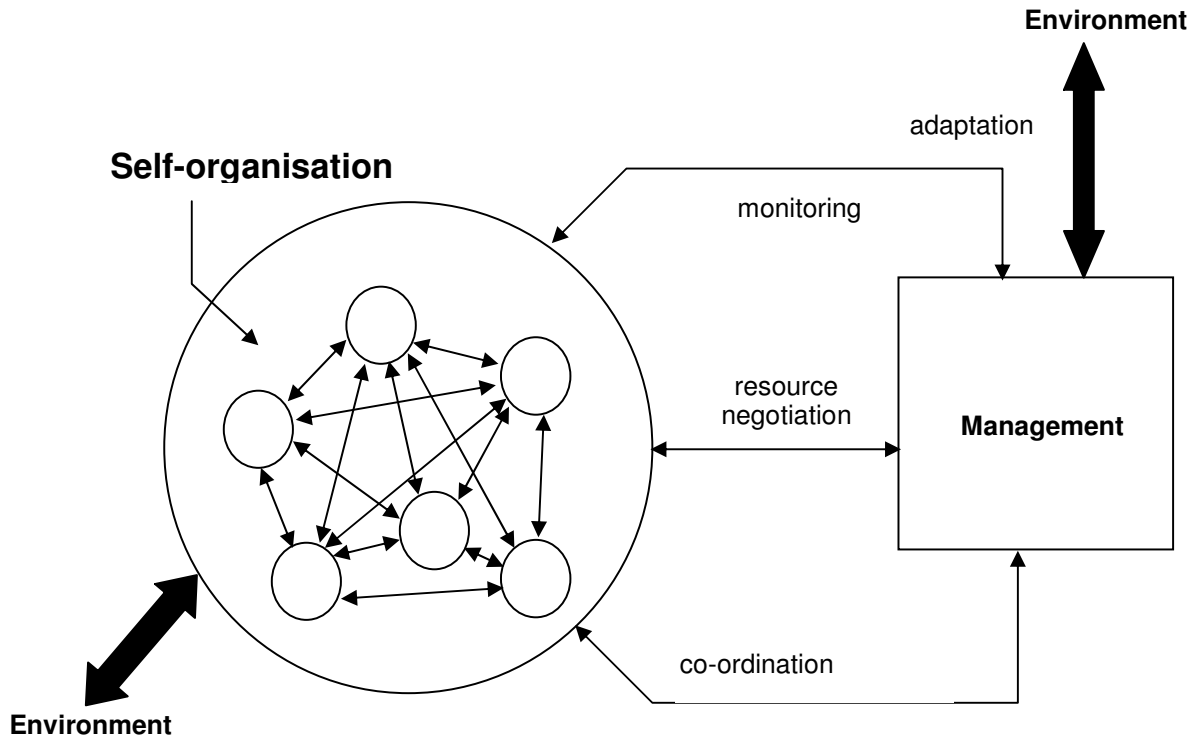 Environment
adaptation
Self-organisation
monitoring
resource
negotiation
Management
co-ordination
Environment